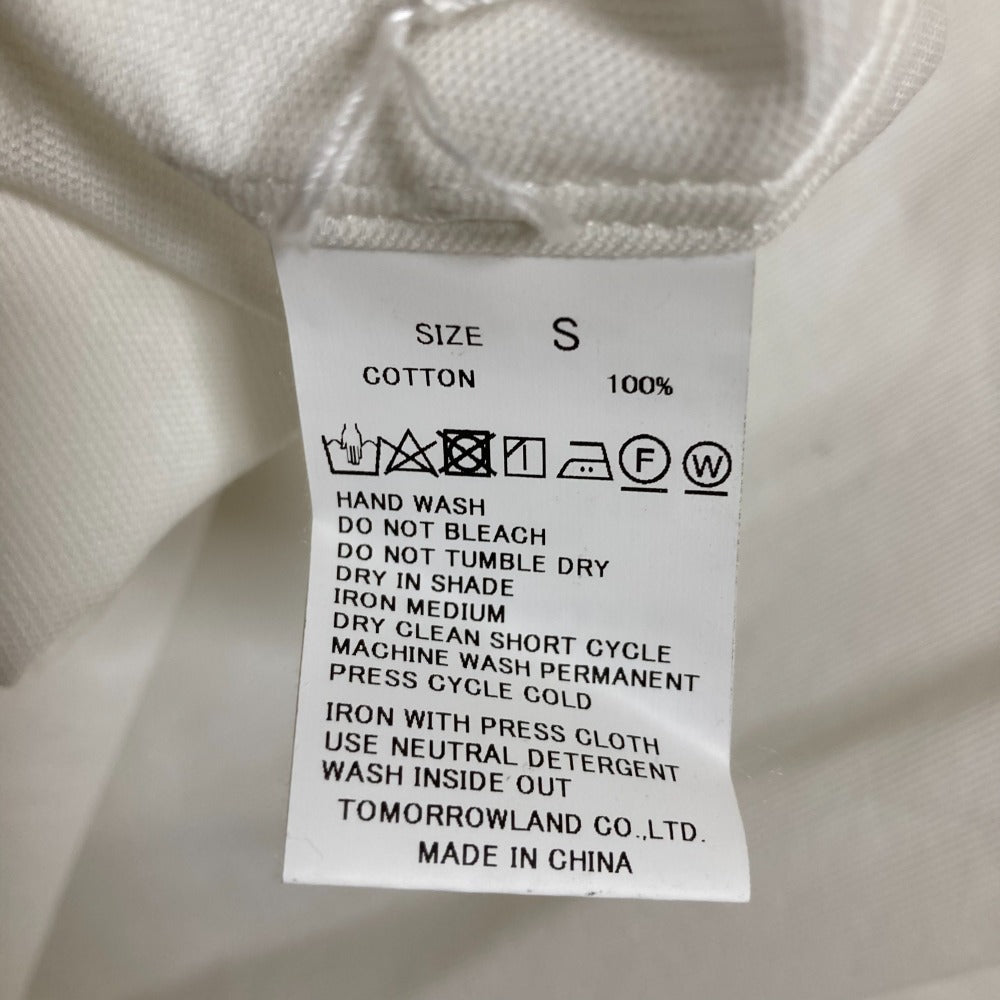 SIZE S
COTTON 100%
F W
HAND WASH
DO NOT BLEACH
DO NOT TUMBLE DRY
DRY IN SHADE
IRON MEDIUM
DRY CLEAN SHORT CYCLE
MACHINE WASH PERMANENT
PRESS CYCLE COLD
IRON WITH PRESS CLOTH
USE NEUTRAL DETERGENT
WASH INSIDE OUT
TOMORROWLAND CO.,LTD.
MADE IN CHINA